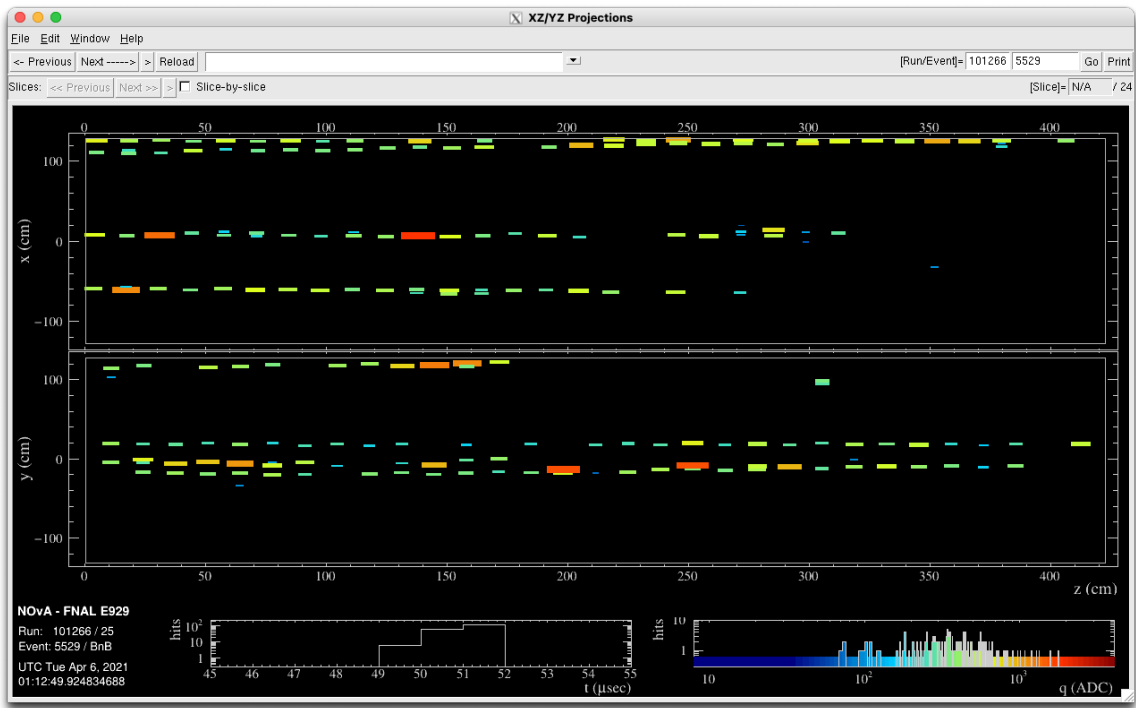 XZ/YZ Projections
File Edit Window Help
<- Previous Next -----> > Reload [Run/Event]= 101266 5529 Go Print
Slices: << Previous Next >> > Slice-by-slice [Slice]= N/A / 24
0 50 100 150 200 250 300 350 400
100
0
−100
x (cm)
100
0
−100
y (cm)
0 50 100 150 200 250 300 350 400
z (cm)
NOvA - FNAL E929
Run: 101266 / 25
Event: 5529 / BnB
UTC Tue Apr 6, 2021
01:12:49.924834688
hits
10²
10
1
45 46 47 48 49 50 51 52 53 54 55
t (μsec)
hits
10
1
10 10² 10³
q (ADC)